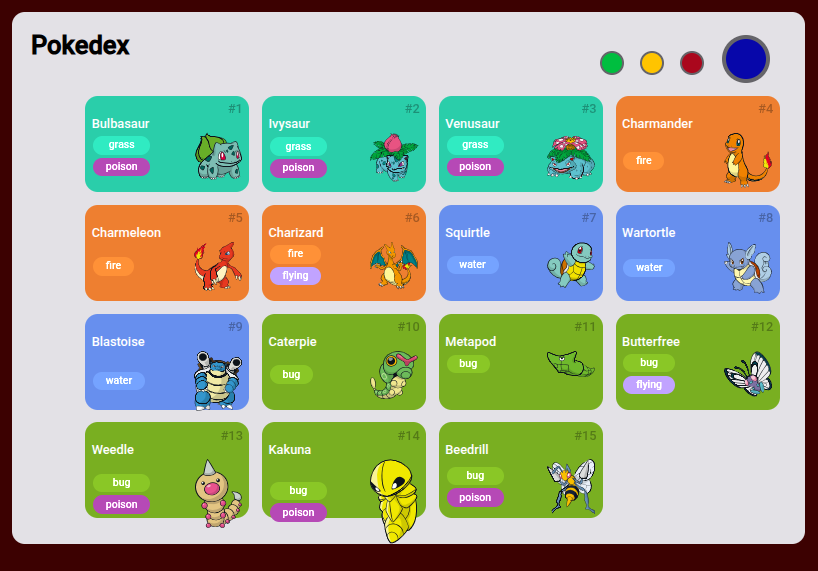 Pokedex
#1
Bulbasaur
grass
poison
#2
Ivysaur
grass
poison
#3
Venusaur
grass
poison
#4
Charmander
fire
#5
Charmeleon
fire
#6
Charizard
fire
flying
#7
Squirtle
water
#8
Wartortle
water
#9
Blastoise
water
#10
Caterpie
bug
#11
Metapod
bug
#12
Butterfree
bug
flying
#13
Weedle
bug
poison
#14
Kakuna
bug
poison
#15
Beedrill
bug
poison